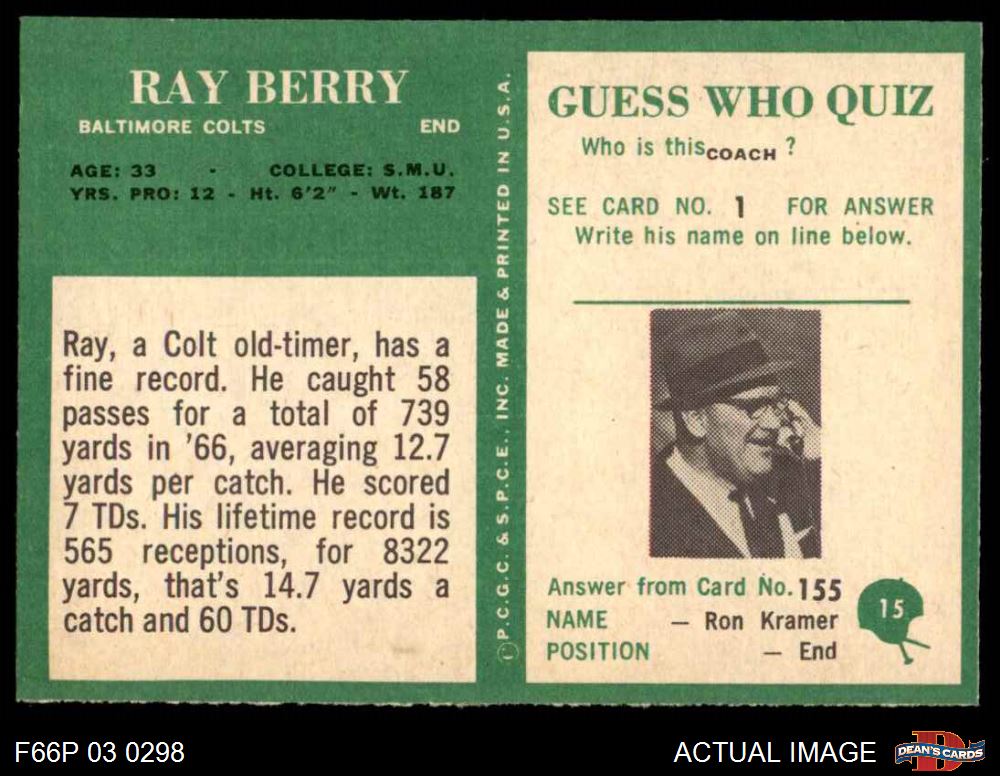 RAY BERRY
BALTIMORE COLTS END
AGE: 33 - COLLEGE: S.M.U.
YRS. PRO: 12 - Ht. 6'2" - Wt. 187
Ray, a Colt old-timer, has a
fine record. He caught 58
passes for a total of 739
yards in '66, averaging 12.7
yards per catch. He scored
7 TDs. His lifetime record is
565 receptions, for 8322
yards, that's 14.7 yards a
catch and 60 TDs.
©P.C.G.C. & S.P.C.E., INC. MADE & PRINTED IN U.S.A.
GUESS WHO QUIZ
Who is this COACH ?
SEE CARD NO. 1 FOR ANSWER
Write his name on line below.
Answer from Card No. 155
NAME — Ron Kramer
POSITION — End
15
F66P 03 0298
ACTUAL IMAGE
DEAN'S CARDS